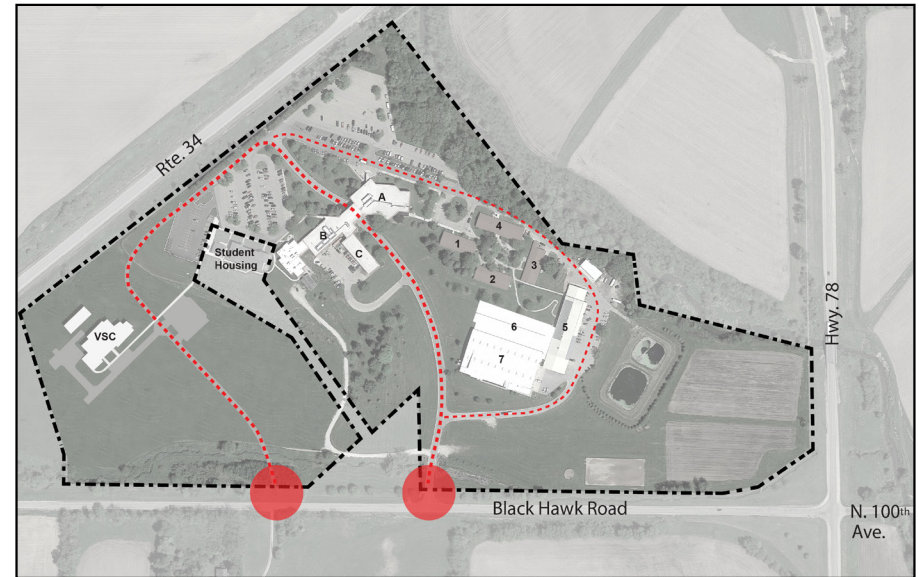 Rte. 34
A
B
C
Student
Housing
VSC
1
4
2
3
6
5
7
Hwy. 78
Black Hawk Road
N. 100th
Ave.